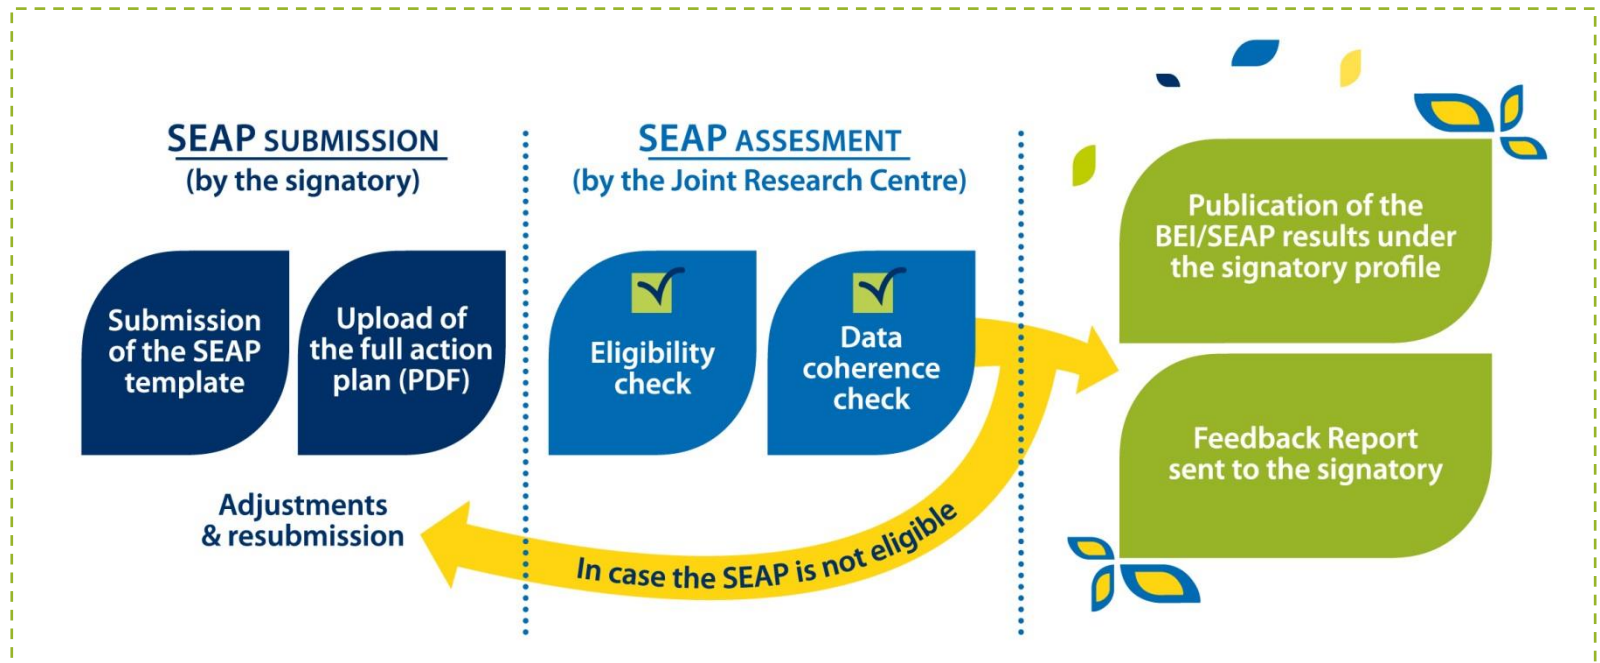 SEAP SUBMISSION
(by the signatory)
Submission
of the SEAP
template
Upload of
the full action
plan (PDF)
Adjustments
& resubmission
SEAP ASSESMENT
(by the Joint Research Centre)
Eligibility
check
Data
coherence
check
In case the SEAP is not eligible
Publication of the
BEI/SEAP results under
the signatory profile
Feedback Report
sent to the signatory